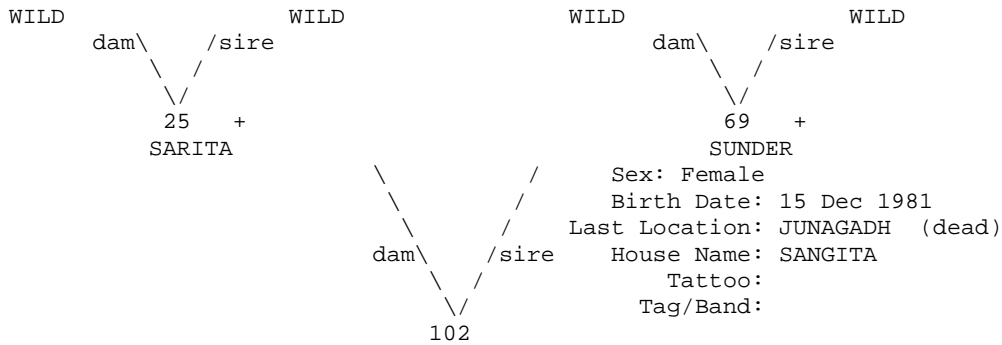 WILD WILD WILD WILD
dam\ /sire dam\ /sire
\ / \ /
\/ \/
25 + 69 +
SARITA SUNDER
\ / Sex: Female
\ / Birth Date: 15 Dec 1981
\ / Last Location: JUNAGADH (dead)
dam\ /sire House Name: SANGITA
\ / Tattoo:
\/ Tag/Band:
102